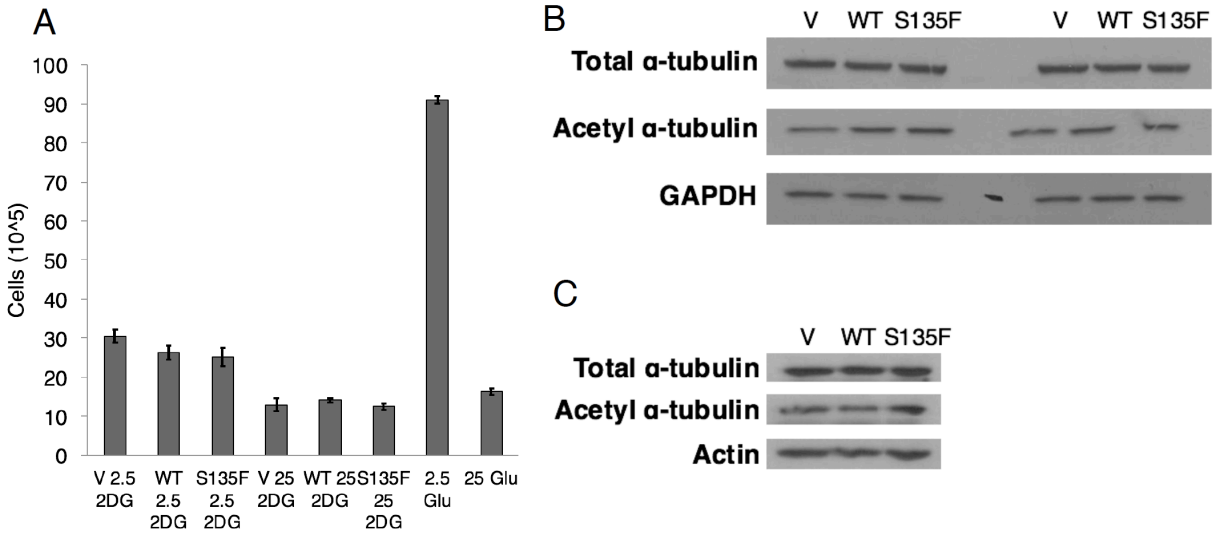 A
Cells (10^5)
100
90
80
70
60
50
40
30
20
10
0
V 2.5 WT S135F V 25 WT 25 S135F 2.5 25 Glu
2DG 2.5 2.5 2DG 2DG 25 Glu
2DG 2DG 2DG
B
V WT S135F V WT S135F
Total α-tubulin
Acetyl α-tubulin
GAPDH
C
V WT S135F
Total α-tubulin
Acetyl α-tubulin
Actin